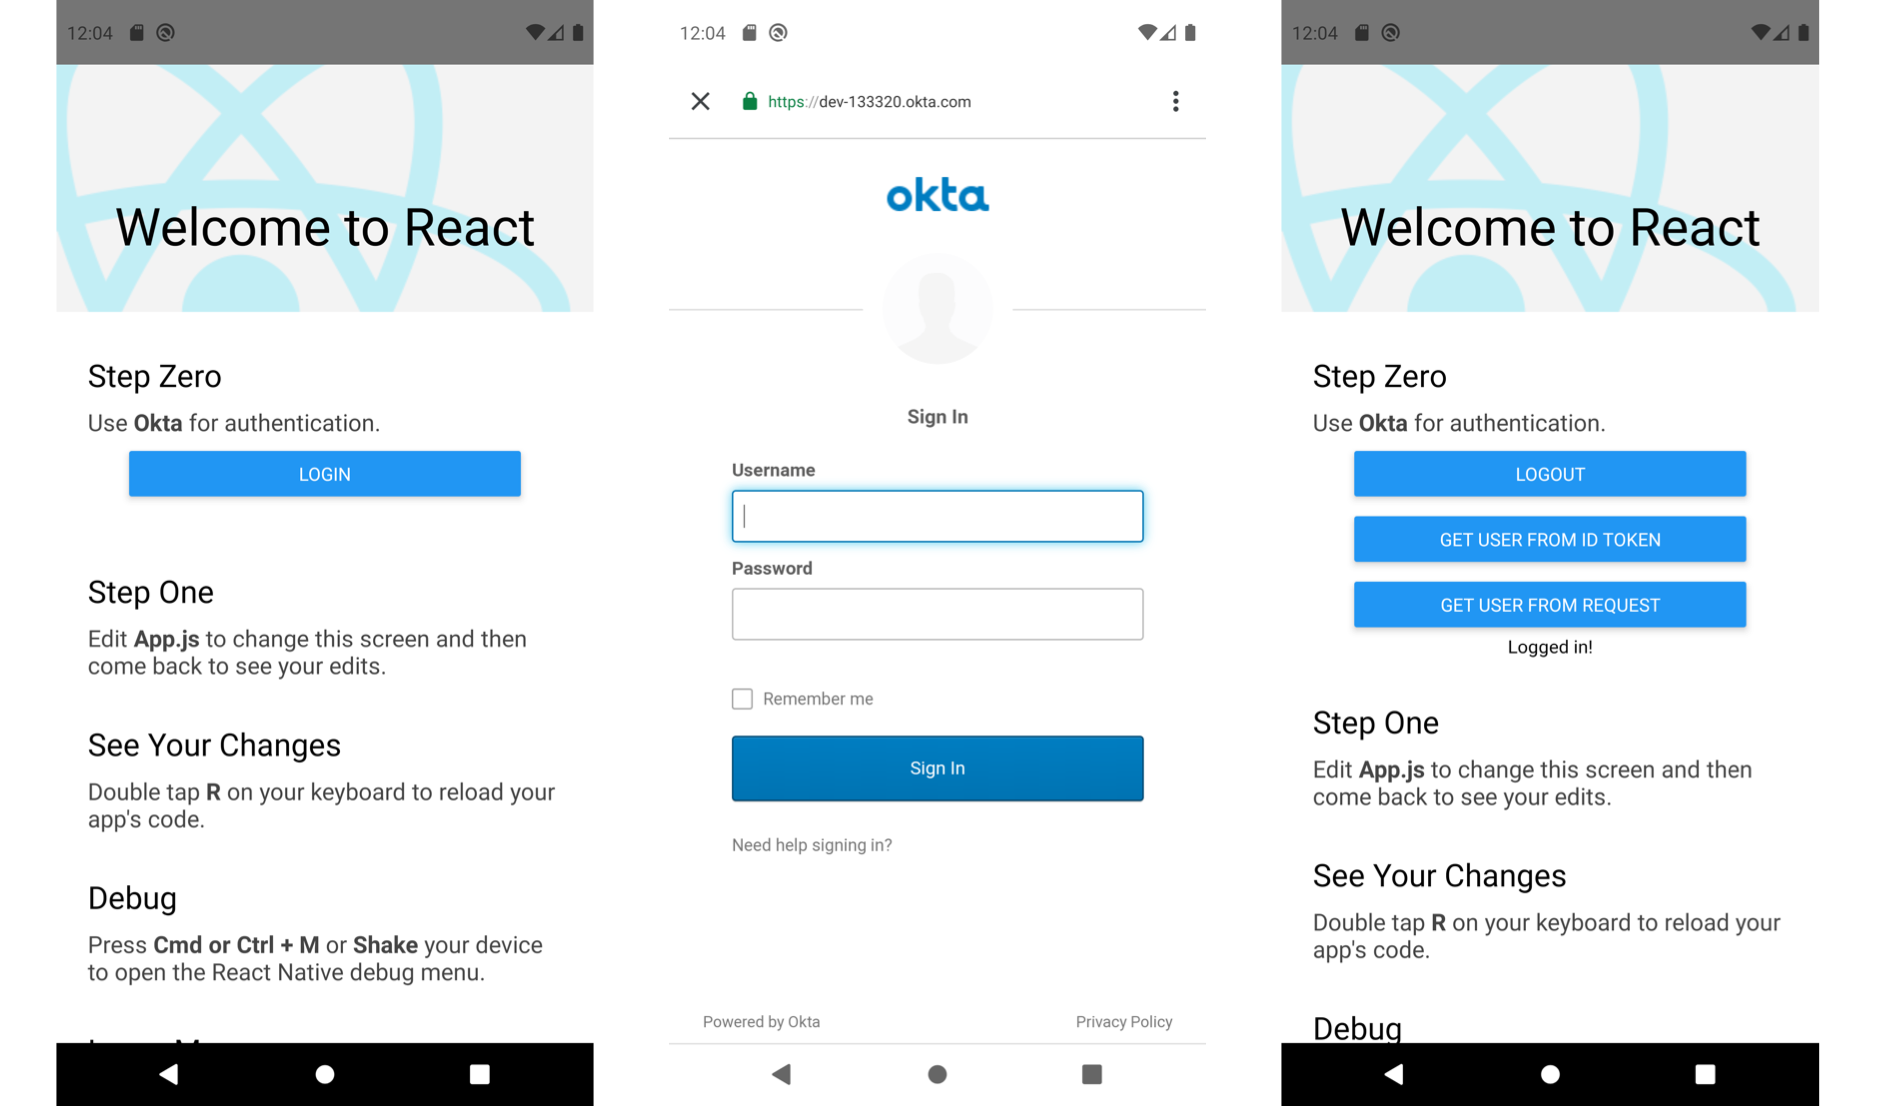 12:04
Welcome to React
Step Zero
Use Okta for authentication.
LOGIN
Step One
Edit App.js to change this screen and then
come back to see your edits.
See Your Changes
Double tap R on your keyboard to reload your
app's code.
Debug
Press Cmd or Ctrl + M or Shake your device
to open the React Native debug menu.
12:04
https://dev-133320.okta.com
okta
Sign In
Username
Password
Remember me
Sign In
Need help signing in?
Powered by Okta
Privacy Policy
12:04
Welcome to React
Step Zero
Use Okta for authentication.
LOGOUT
GET USER FROM ID TOKEN
GET USER FROM REQUEST
Logged in!
Step One
Edit App.js to change this screen and then
come back to see your edits.
See Your Changes
Double tap R on your keyboard to reload your
app's code.
Debug